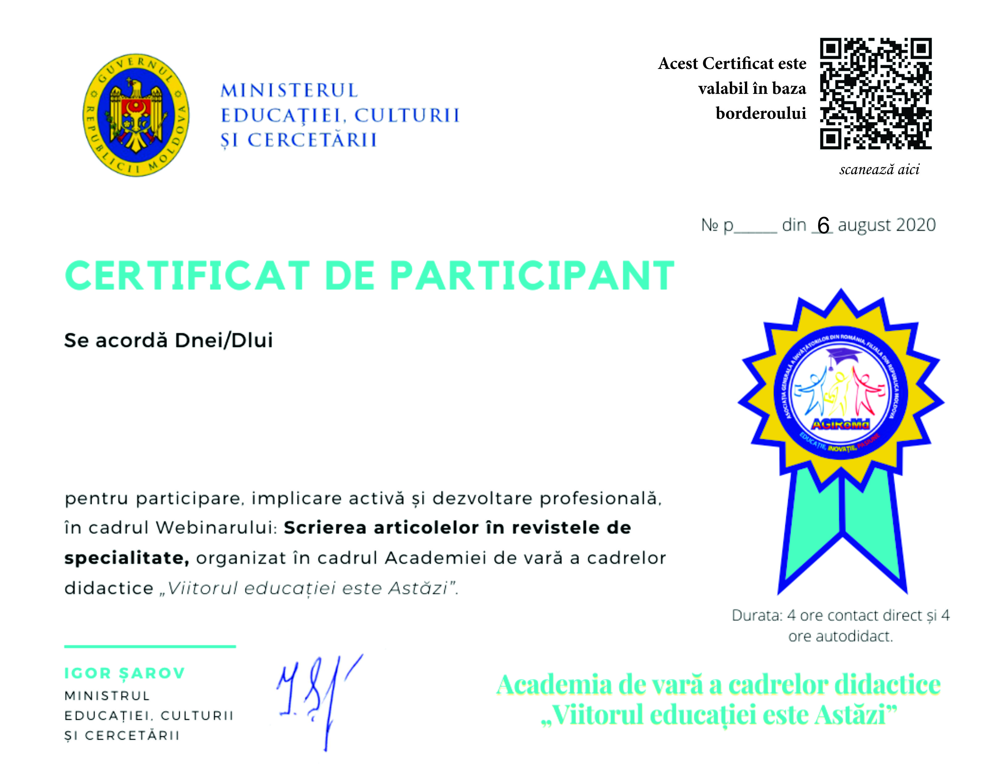 GUVERNUL
REPUBLICII MOLDOVA
MINISTERUL
EDUCAŢIEI, CULTURII
ȘI CERCETĂRII
Acest Certificat este
valabil în baza
borderoului
scanează aici
№ p_____ din _6_ august 2020
CERTIFICAT DE PARTICIPANT
Se acordă Dnei/Dlui
ASOCIAȚIA GENERALĂ A ÎNVĂȚĂTORILOR DIN ROMÂNIA, FILIALA DIN REPUBLICA MOLDOVA
AGIRoMd
EDUCAȚIE, INOVAȚIE, PASIUNE
pentru participare, implicare activă și dezvoltare profesională,
în cadrul Webinarului: Scrierea articolelor în revistele de
specialitate, organizat în cadrul Academiei de vară a cadrelor
didactice „Viitorul educației este Astăzi”.
Durata: 4 ore contact direct și 4
ore autodidact.
IGOR ȘAROV
MINISTRUL
EDUCAȚIEI, CULTURII
ȘI CERCETĂRII
Academia de vară a cadrelor didactice
„Viitorul educației este Astăzi”